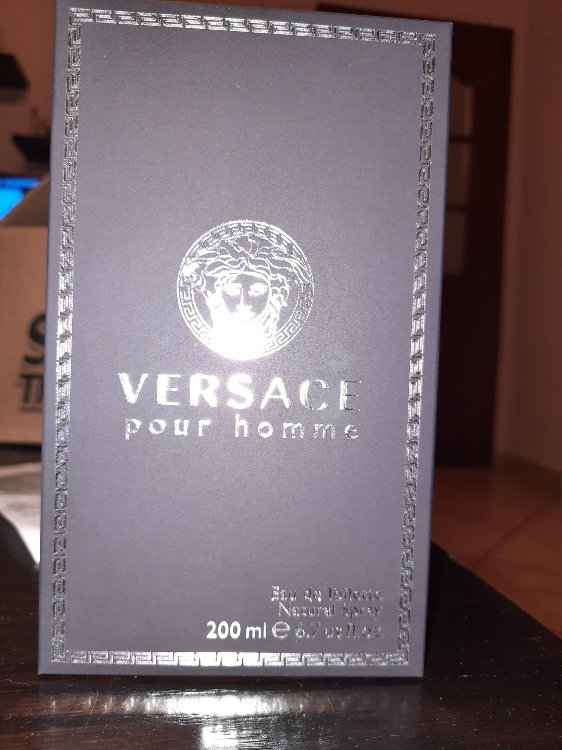 VERSACE
pour homme
Eau de Toilette
Natural Spray
200 ml e 6.7 us fl.oz.